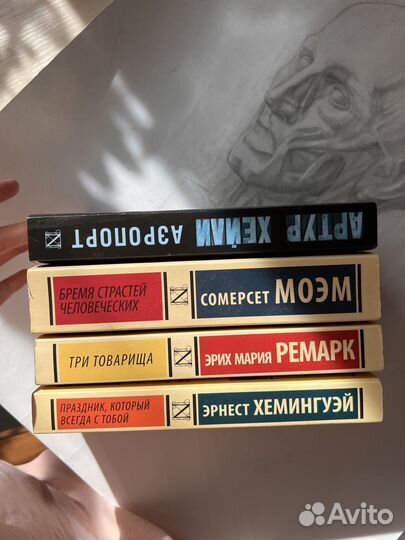 АРТУР ХЕЙЛИ
АЭРОПОРТ
БРЕМЯ СТРАСТЕЙ
ЧЕЛОВЕЧЕСКИХ
СОМЕРСЕТ МОЭМ
ТРИ ТОВАРИЩА
ЭРИХ МАРИЯ РЕМАРК
ПРАЗДНИК, КОТОРЫЙ
ВСЕГДА С ТОБОЙ
ЭРНЕСТ ХЕМИНГУЭЙ
Avito